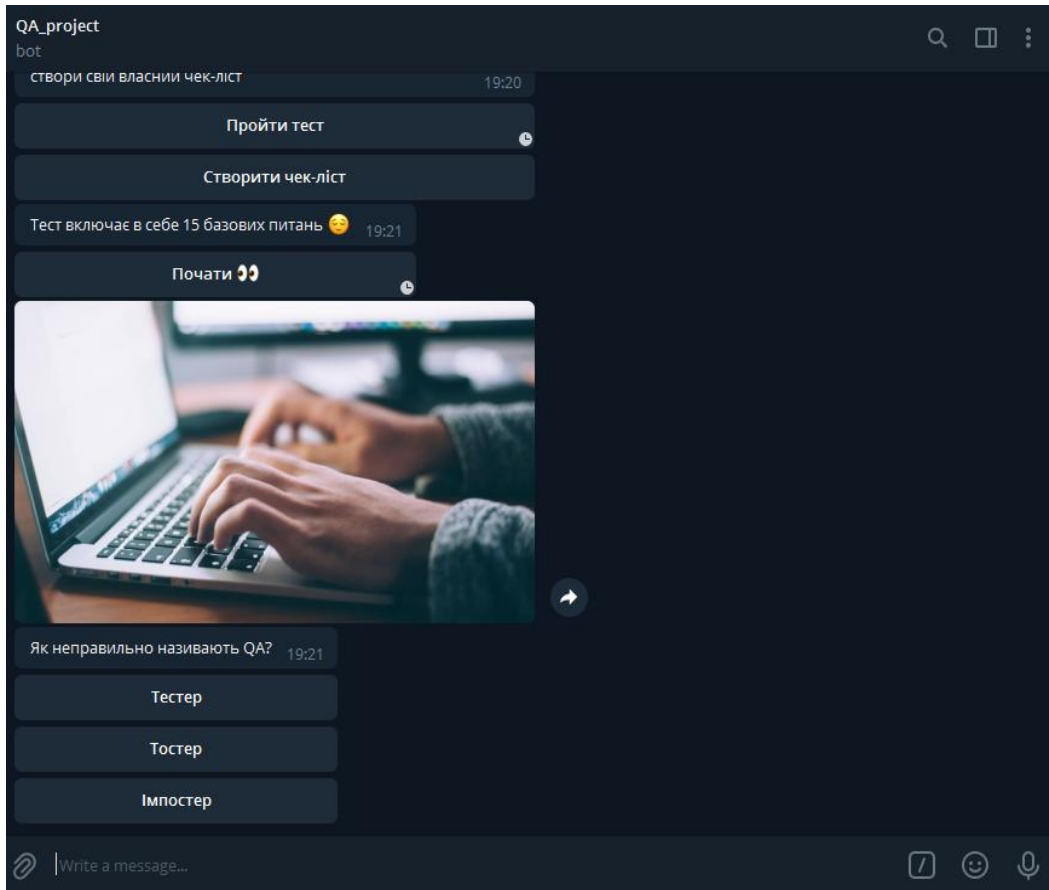 QA_project
bot
створи свій власний чек-ліст 19:20
Пройти тест
Створити чек-ліст
Тест включає в себе 15 базових питань 😌 19:21
Почати 👀
Як неправильно називають QA? 19:21
Тестер
Тостер
Імпостер
Write a message...